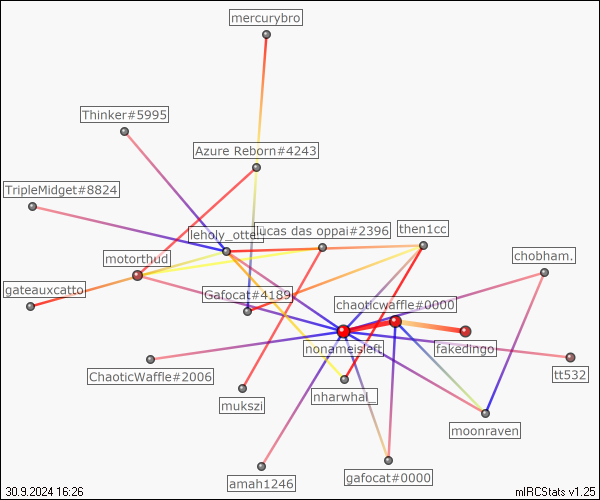 mercurybro
Thinker#5995
Azure Reborn#4243
TripleMidget#8824
leholy_otte
lucas das oppai#2396
then1cc
motorthud
chobham.
gateauxcatto
Gafocat#4189
chaoticwaffle#0000
nonameisleft
fakedingo
ChaoticWaffle#2006
tt532
mukszi
nharwhal_
moonraven
amah1246
gafocat#0000
30.9.2024 16:26
mIRCStats v1.25